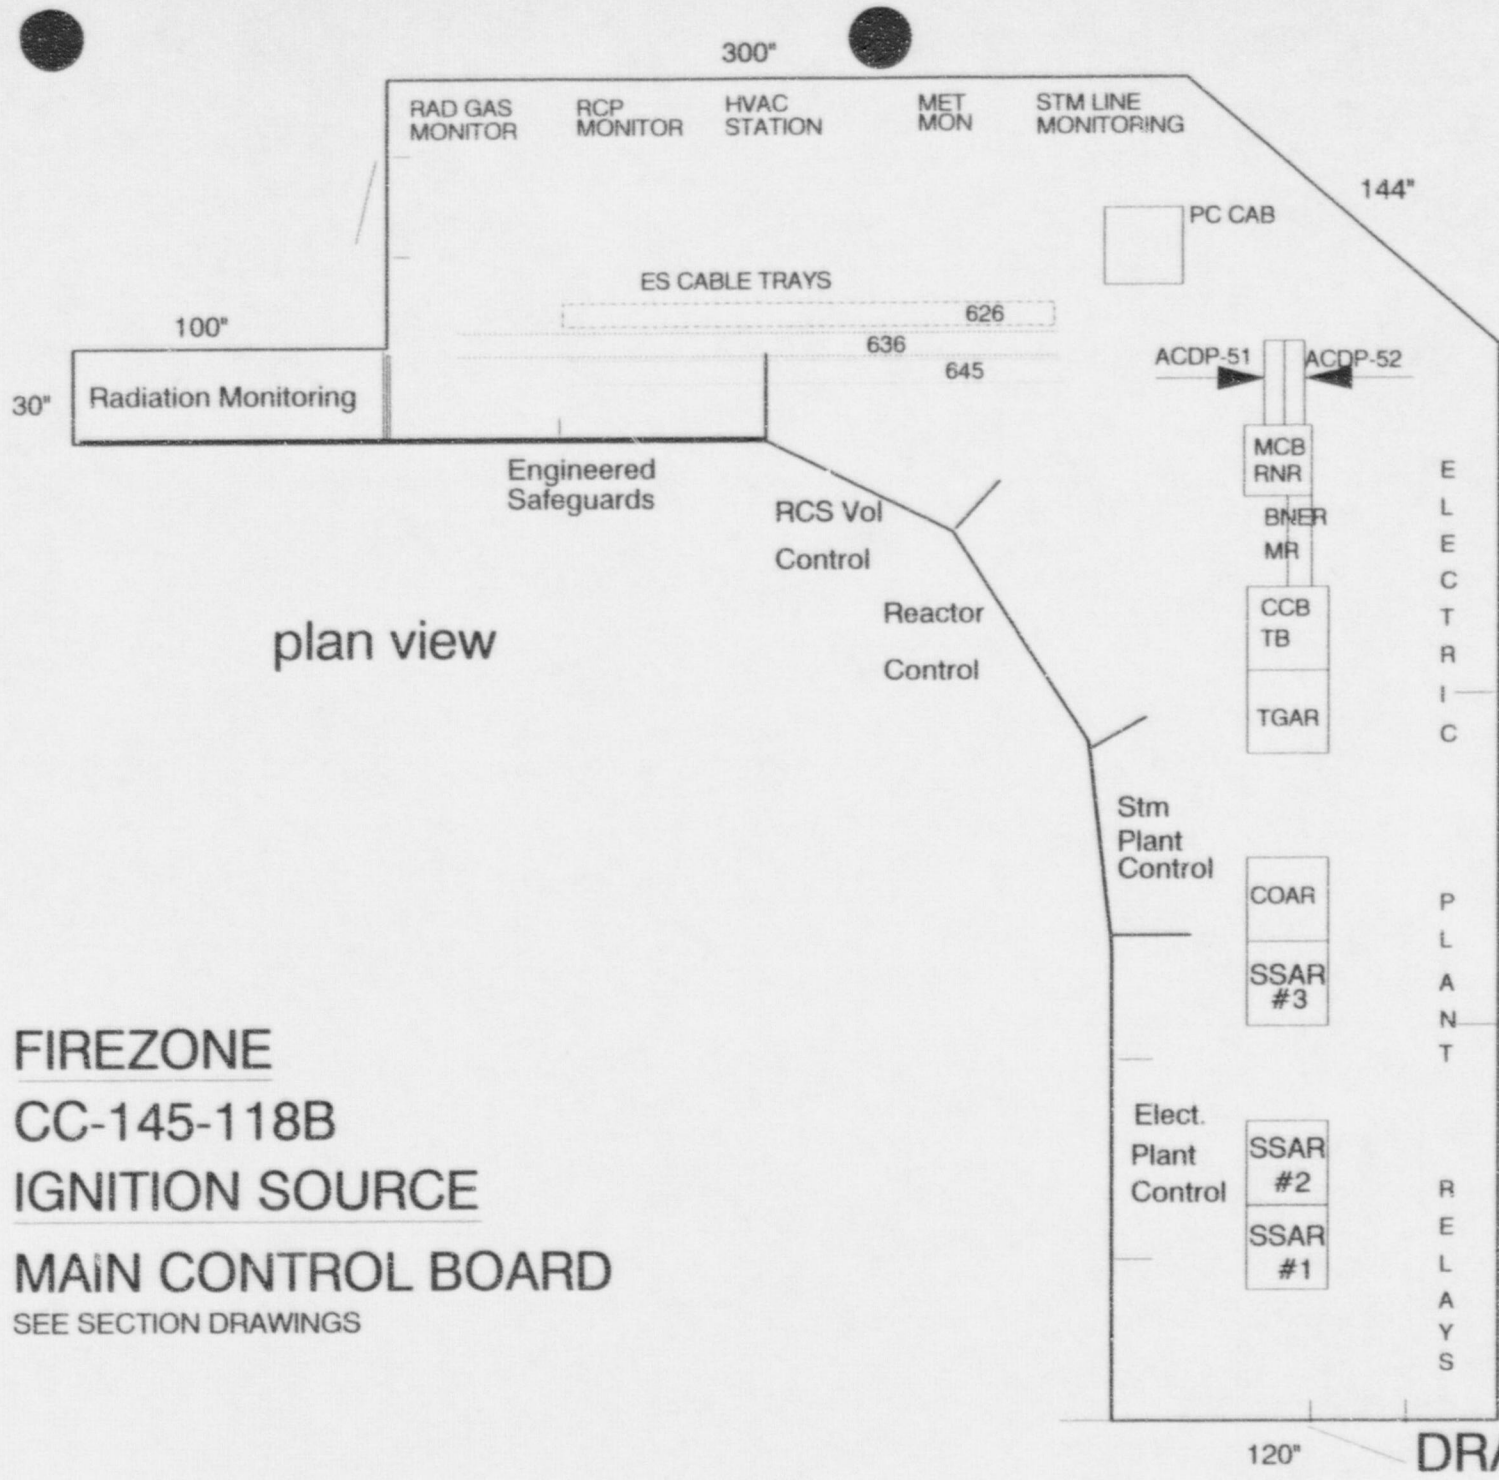 300"
RAD GAS
MONITOR
RCP
MONITOR
HVAC
STATION
MET
MON
STM LINE
MONITORING
144"
PC CAB
ES CABLE TRAYS
626
636
645
100"
30"
Radiation Monitoring
ACDP-51
ACDP-52
MCB
RNR
BNER
MR
CCB
TB
TGAR
Engineered
Safeguards
RCS Vol
Control
Reactor
Control
plan view
Stm
Plant
Control
COAR
SSAR
#3
ELECTRIC
PLANT
RELAYS
Elect.
Plant
Control
SSAR
#2
SSAR
#1
FIREZONE
CC-145-118B
IGNITION SOURCE
MAIN CONTROL BOARD
SEE SECTION DRAWINGS
120"